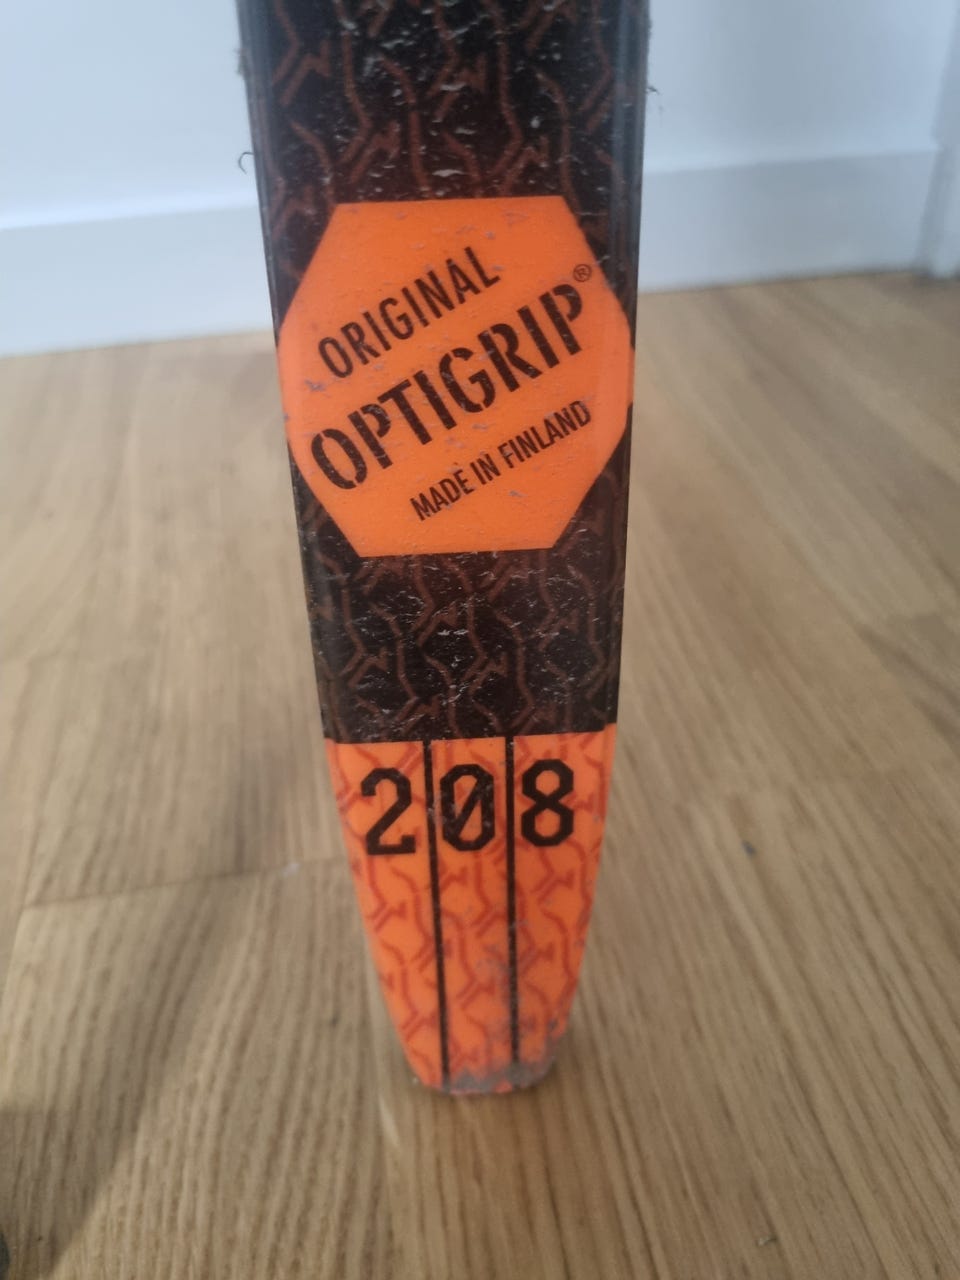 ORIGINAL
OPTIGRIP®
MADE IN FINLAND
208